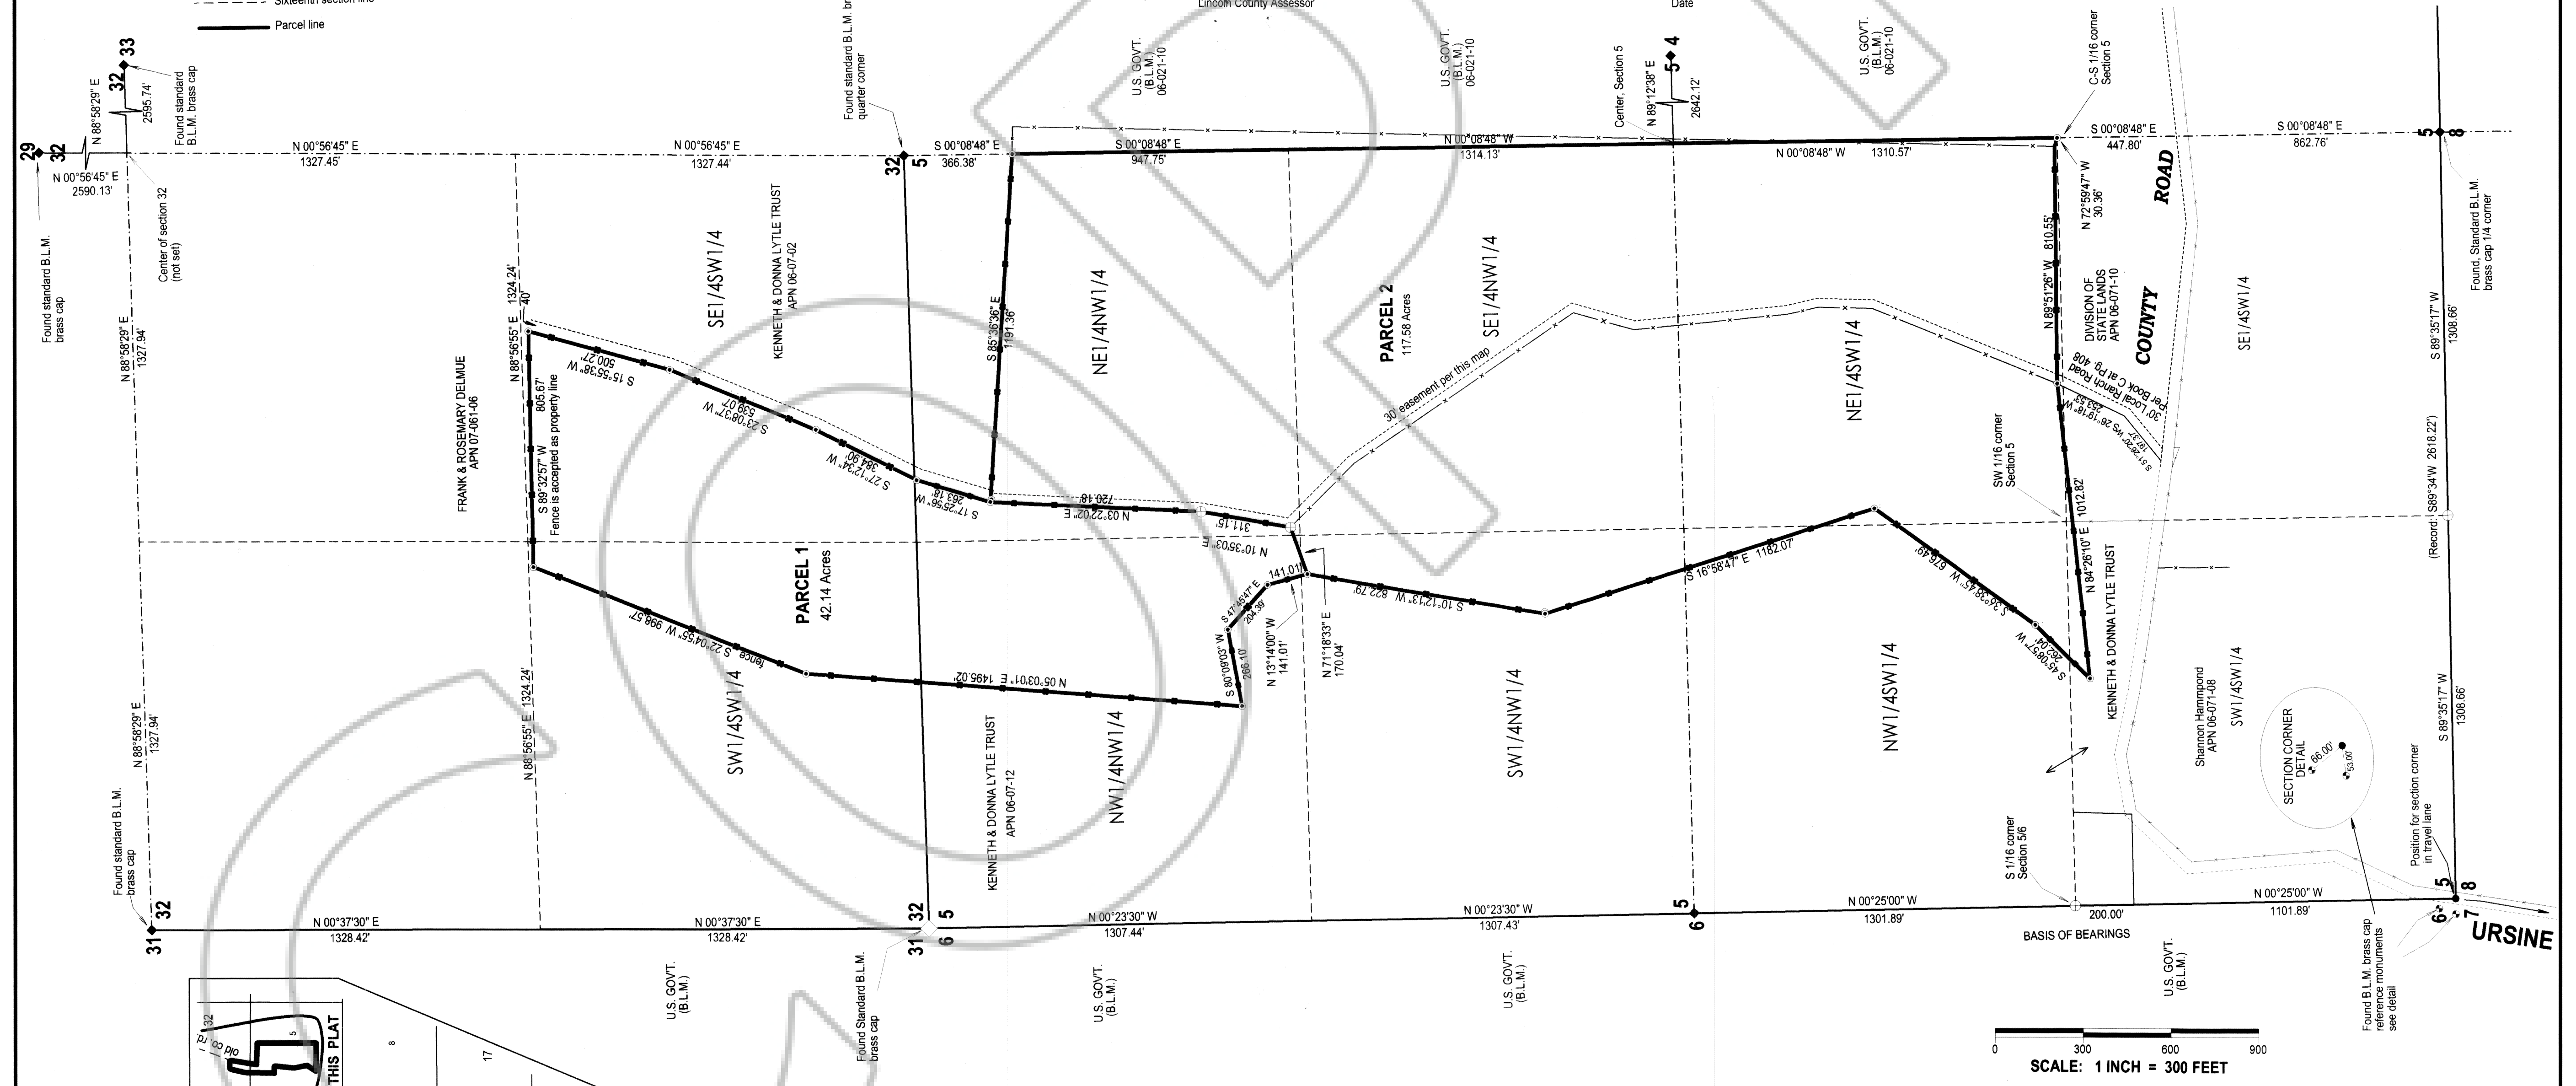 Sixteenth section line
Parcel line
Lincoln County Assessor
Date
29
32
N 88°58'29" E
2595.74'
32
33
Found standard
B.L.M. brass cap
N 00°56'45" E
2590.13'
Found standard B.L.M.
brass cap
Center of section 32
(not set)
N 00°56'45" E
1327.45'
N 00°56'45" E
1327.44'
Found standard B.L.M.
quarter corner
32
5
S 00°08'48" E
366.38'
S 00°08'48" E
947.75'
N 00°08'48" W
1314.13'
N 00°08'48" W
1310.57'
S 00°08'48" E
447.80'
S 00°08'48" E
862.76'
U.S. GOV'T.
(B.L.M.)
06-021-10
U.S. GOV'T.
(B.L.M.)
06-021-10
Center, Section 5
N 89°12'38" E
2642.12'
5
4
U.S. GOV'T.
(B.L.M.)
06-021-10
C-S 1/16 corner
Section 5
5
8
Found, Standard B.L.M.
brass cap 1/4 corner
N 88°58'29" E
1327.94'
N 88°58'29" E
1327.94'
FRANK & ROSEMARY DELMUE
APN 07-061-06
N 88°56'55" E 1324.24'
40'
805.67'
S 89°32'57" W
Fence is accepted as property line
S 15°55'38" W
500.27'
S 23°08'37" W
539.07'
S 27°12'34" W
384.90'
S 17°25'56" W
263.18'
SE1/4SW1/4
KENNETH & DONNA LYTLE TRUST
APN 06-07-02
S 85°36'36" E
1191.36'
NE1/4NW1/4
PARCEL 2
117.58 Acres
SE1/4NW1/4
30' easement per this map
NE1/4SW1/4
N 89°51'26" W 810.55'
N 72°59'47" W
30.36'
DIVISION OF
STATE LANDS
APN 06-071-10
COUNTY ROAD
30' Local Ranch Road
Per Book C at Pg 408
S 26°19'18" W
253.53'
S 51°26'20" W
197.37'
SE1/4SW1/4
S 89°35'17" W
1308.66'
(Record: S89°34'W 2618.22')
S 89°35'17" W
1308.66'
N 03°22'02" E
720.18'
N 10°35'03" E
311.15'
PARCEL 1
42.14 Acres
S 22°04'55" W 998.57'
fence
N 05°03'01" E 1495.02'
S 80°09'03" W
266.10'
S 47°45'47" E
204.39'
141.01'
N 13°14'00" W
141.01'
N 71°18'33" E
170.04'
S 10°12'13" W 822.79'
S 16°58'47" E 1182.07'
S 36°38'45" W 676.49'
S 45°08'57" W
262.04'
N 84°26'10" E 1012.82'
SW 1/16 corner
Section 5
KENNETH & DONNA LYTLE TRUST
N 88°56'55" E 1324.24'
SW1/4SW1/4
KENNETH & DONNA LYTLE TRUST
APN 06-07-12
NW1/4NW1/4
SW1/4NW1/4
NW1/4SW1/4
Shannon Harmmpond
APN 06-071-08
SW1/4SW1/4
SECTION CORNER
DETAIL
66.00'
53.00'
Position for section corner
in travel lane
Found standard B.L.M.
brass cap
31
32
N 00°37'30" E
1328.42'
N 00°37'30" E
1328.42'
32
31
5
6
N 00°23'30" W
1307.44'
N 00°23'30" W
1307.43'
5
6
N 00°25'00" W
1301.89'
S 1/16 corner
Section 5/6
200.00'
N 00°25'00" W
1101.89'
BASIS OF BEARINGS
5
8
6
7
URSINE
Found Standard B.L.M.
brass cap
U.S. GOV'T.
(B.L.M.)
U.S. GOV'T.
(B.L.M.)
U.S. GOV'T.
(B.L.M.)
U.S. GOV'T.
(B.L.M.)
Found B.L.M. brass cap
reference monuments
see detail
32
5
old co. rd
THIS PLAT
8
17
0 300 600 900
SCALE: 1 INCH = 300 FEET